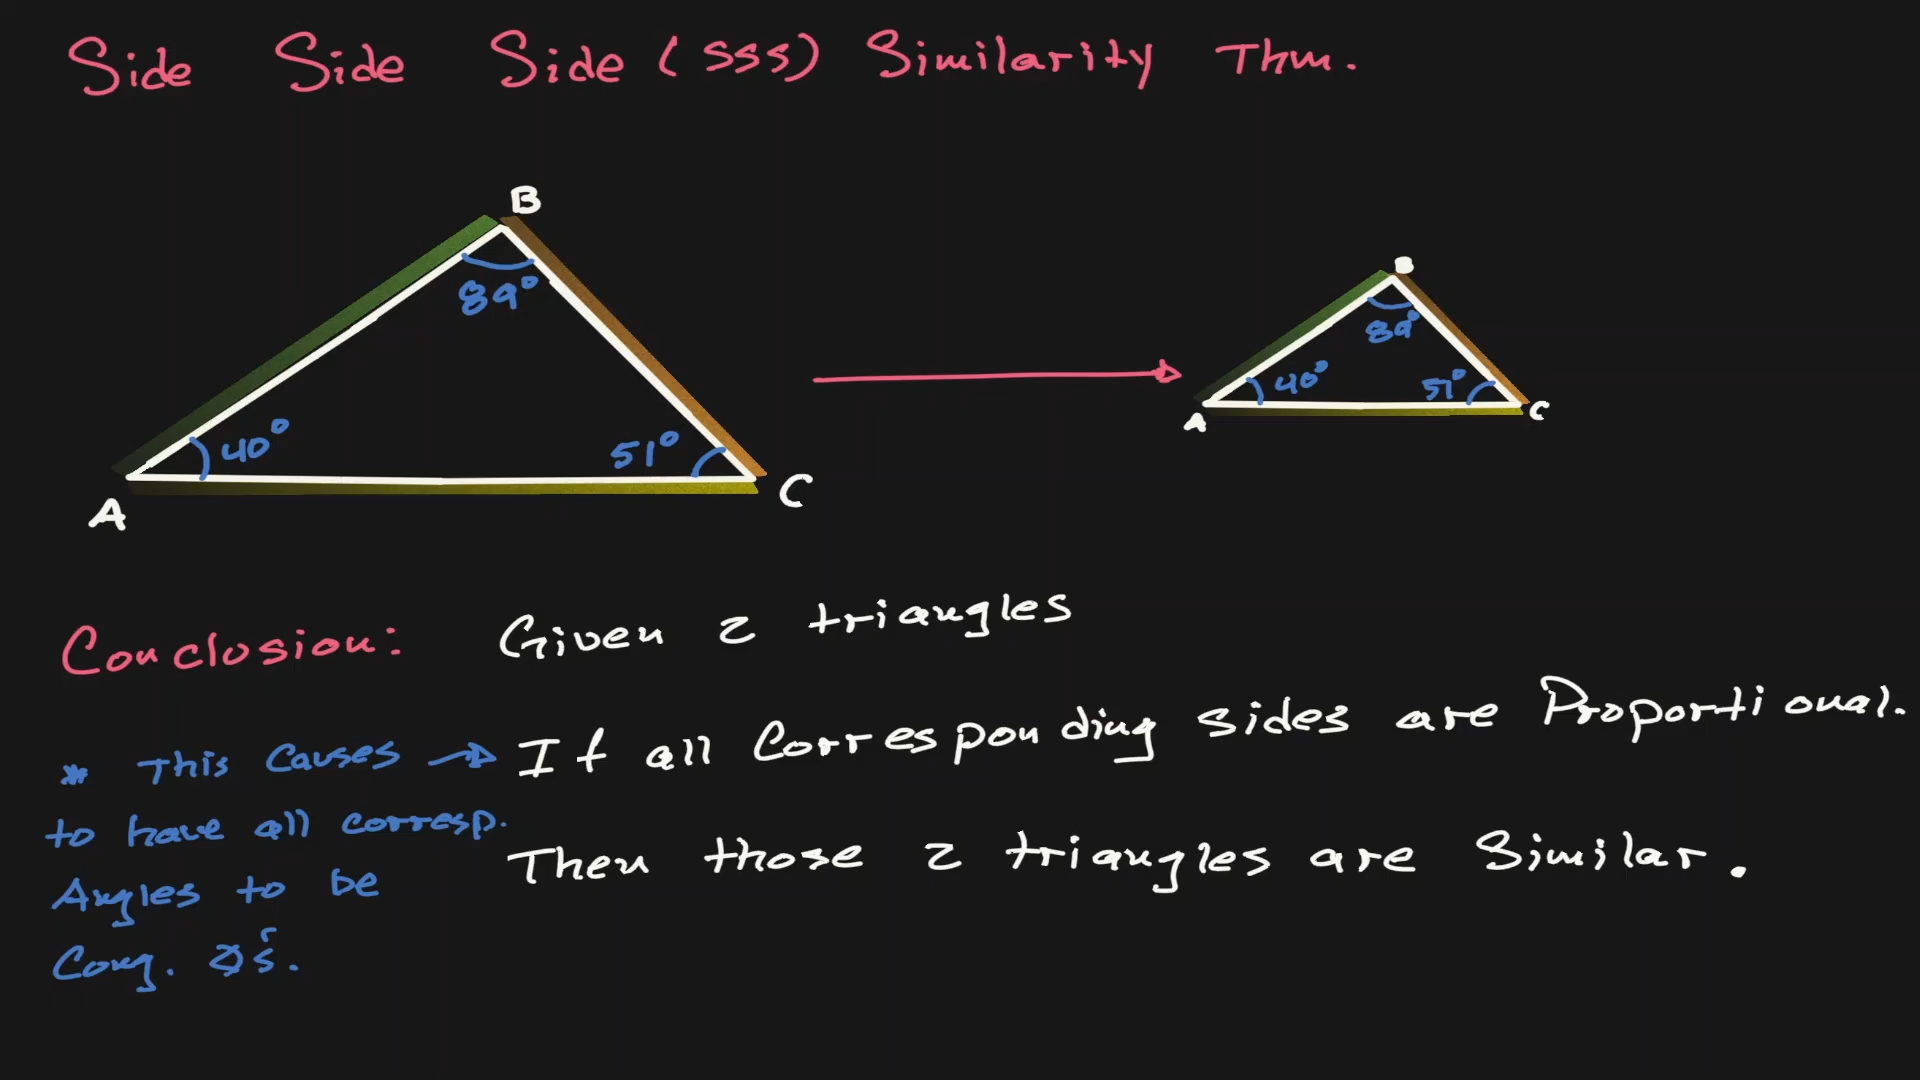 Side Side Side (SSS) Similarity Thm.
B
89°
40°
51°
A
C
B
89°
40°
51°
A
C
Conclusion: Given 2 triangles
If all Corresponding sides are Proportional.
Then those 2 triangles are Similar.
* This Causes →
to have all corresp.
Angles to be
Cong. ∡'s.